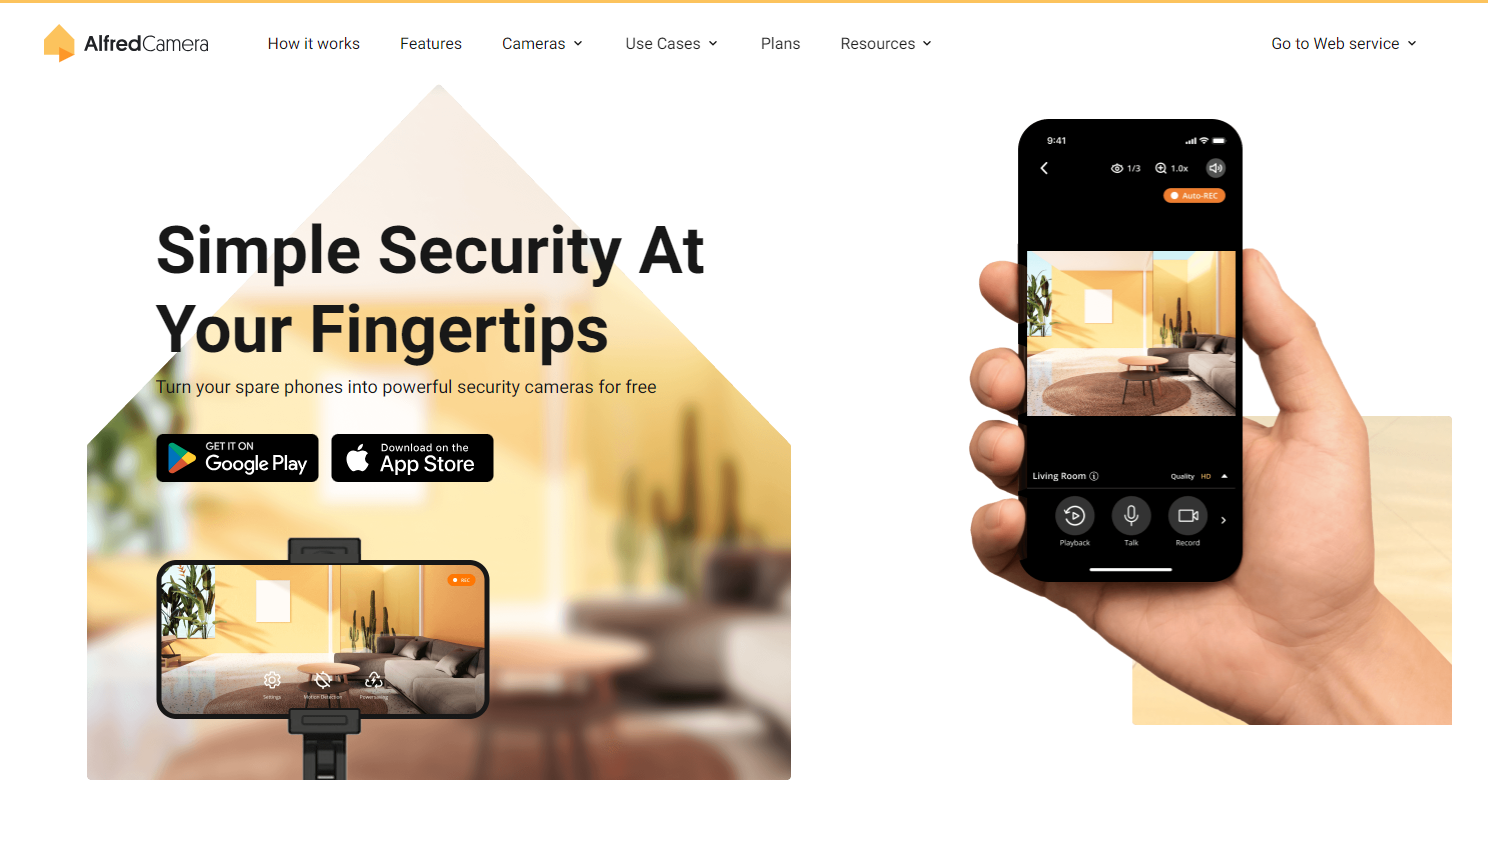 AlfredCamera
How it works
Features
Cameras
Use Cases
Plans
Resources
Go to Web service
Simple Security At
Your Fingertips
Turn your spare phones into powerful security cameras for free
GET IT ON
Google Play
Download on the
App Store
REC
Settings
Motion Detection
Powersaving
9:41
1/3
1.0x
Auto-REC
Living Room
Quality HD
Playback
Talk
Record